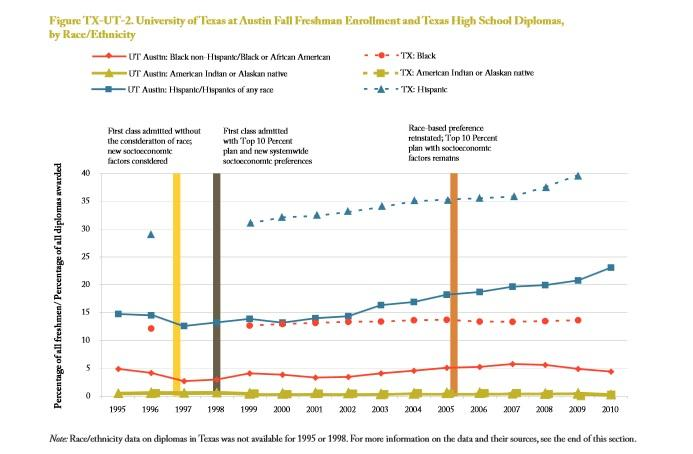 Figure TX-UT-2. University of Texas at Austin Fall Freshman Enrollment and Texas High School Diplomas,
by Race/Ethnicity
UT Austin: Black non-Hispanic/Black or African American
TX: Black
UT Austin: American Indian or Alaskan native
TX: American Indian or Alaskan native
UT Austin: Hispanic/Hispanics of any race
TX: Hispanic
First class admitted without
the consideration of race;
new socioeconomic
factors considered
First class admitted
with Top 10 Percent
plan and new systemwide
socioeconomic preferences
Race-based preference
reinstated; Top 10 Percent
plan with socioeconomic
factors remains
Percentage of all freshmen/Percentage of all diplomas awarded
40
35
30
25
20
15
10
5
0
1995 1996 1997 1998 1999 2000 2001 2002 2003 2004 2005 2006 2007 2008 2009 2010
Note: Race/ethnicity data on diplomas in Texas was not available for 1995 or 1998. For more information on the data and their sources, see the end of this section.